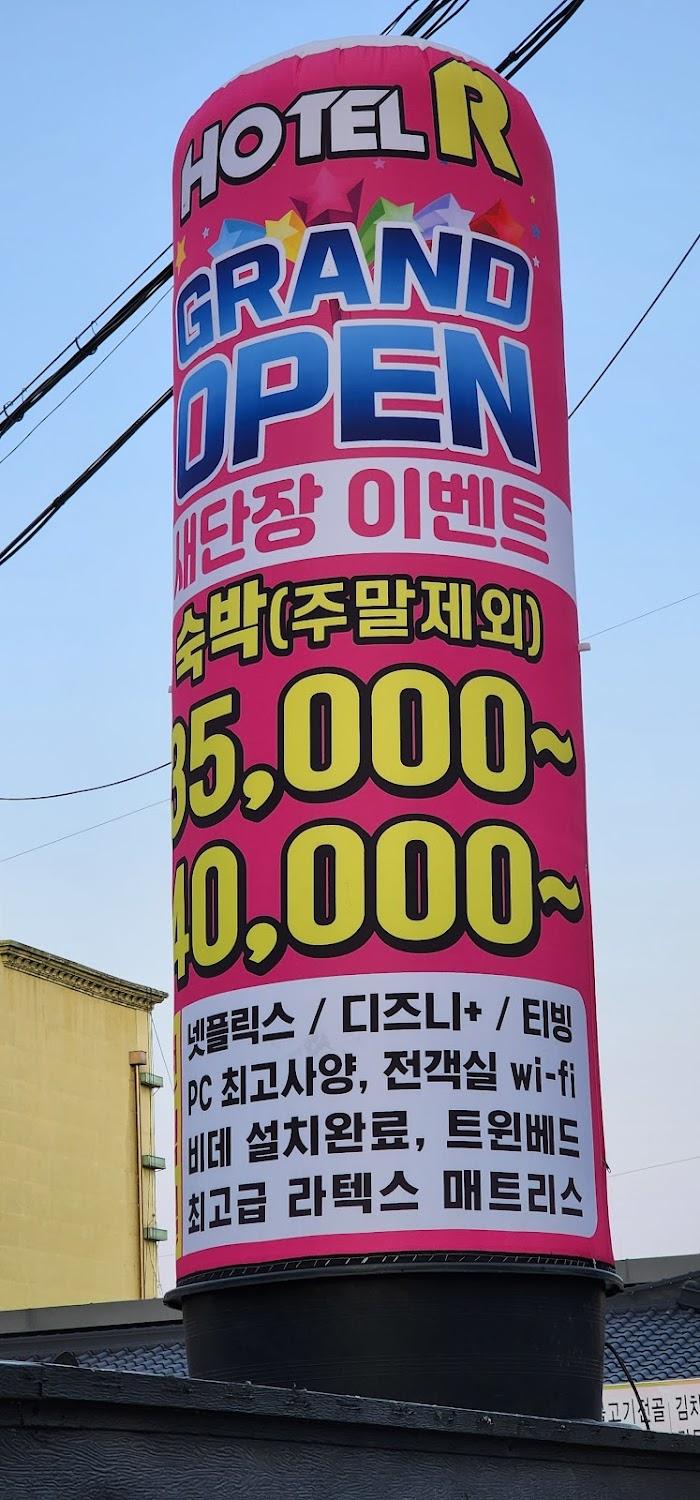 HOTEL R
GRAND
OPEN
새단장 이벤트
숙박(주말제외)
35,000~
40,000~
넷플릭스 / 디즈니+ / 티빙
PC 최고사양, 전객실 wi-fi
비데 설치완료, 트윈베드
최고급 라텍스 매트리스